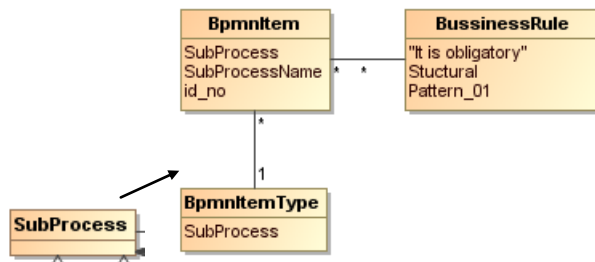 BpmnItem
SubProcess
SubProcessName
id_no
BussinessRule
"It is obligatory"
Stuctural
Pattern_01
* *
*
1
BpmnItemType
SubProcess
SubProcess